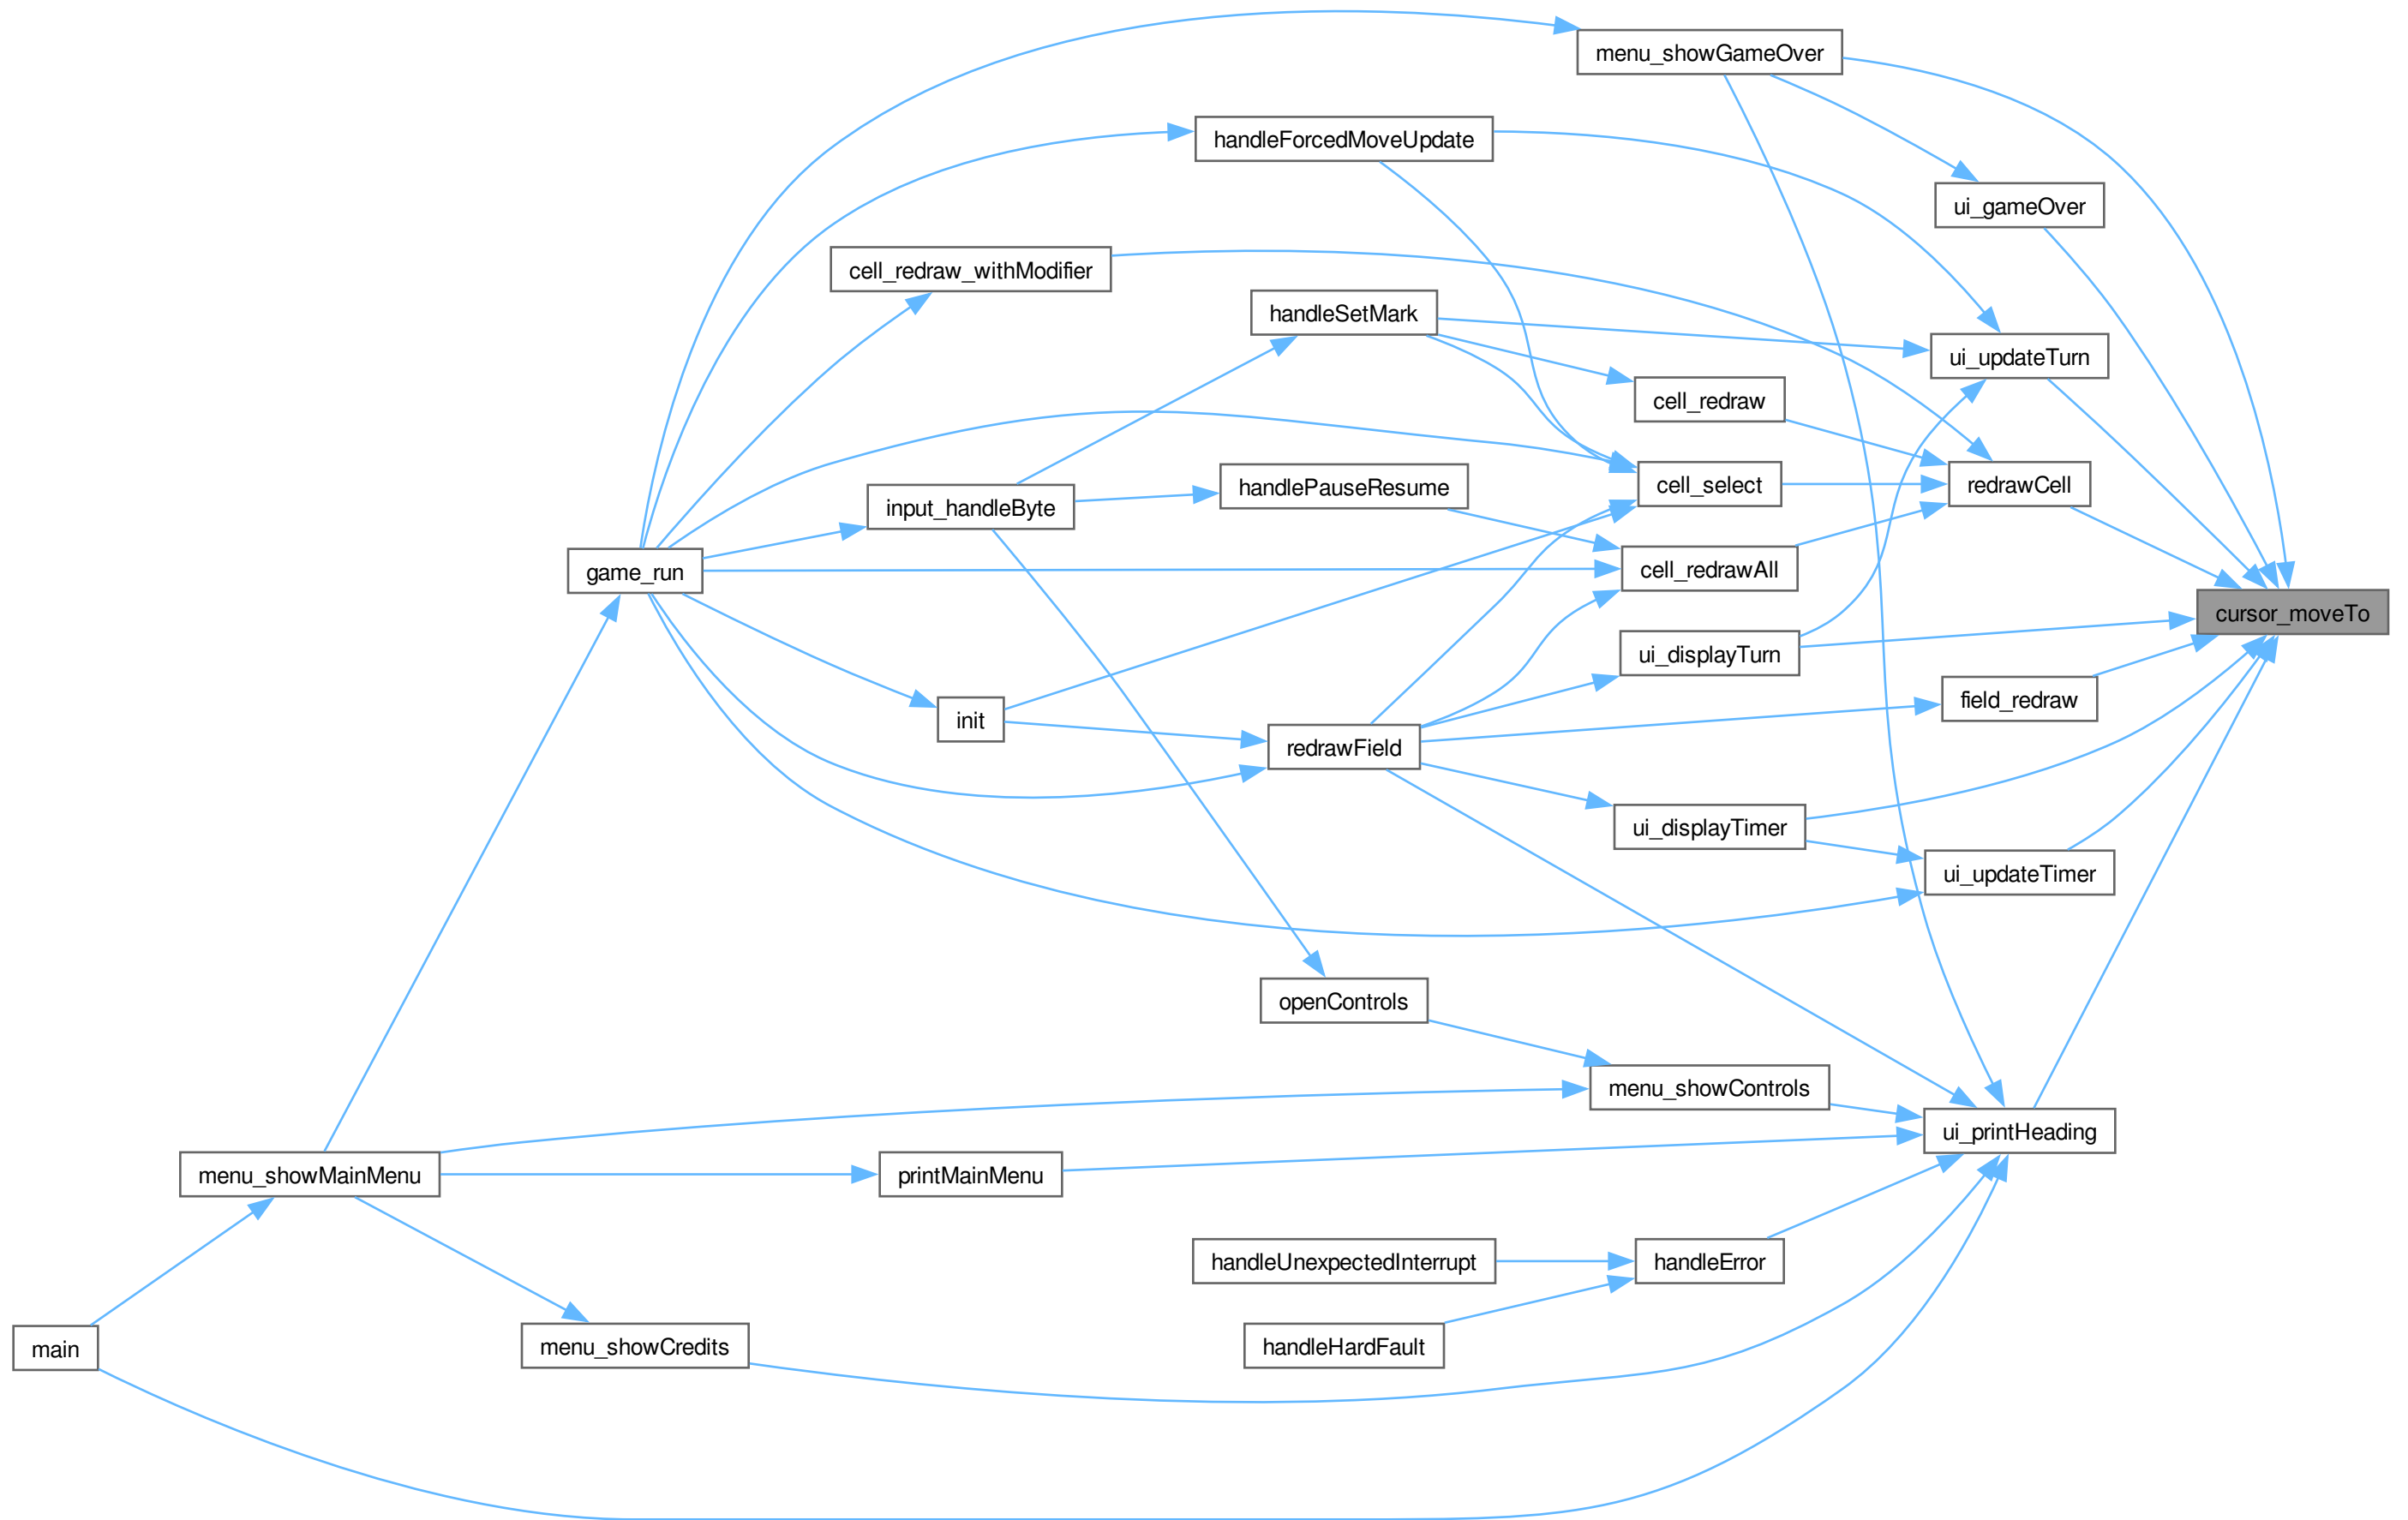 menu_showGameOver
handleForcedMoveUpdate
ui_gameOver
cell_redraw_withModifier
handleSetMark
ui_updateTurn
cell_redraw
cell_select
redrawCell
handlePauseResume
input_handleByte
game_run
cell_redrawAll
cursor_moveTo
ui_displayTurn
field_redraw
init
redrawField
ui_displayTimer
ui_updateTimer
openControls
menu_showControls
ui_printHeading
menu_showMainMenu
printMainMenu
handleUnexpectedInterrupt
handleError
main
menu_showCredits
handleHardFault